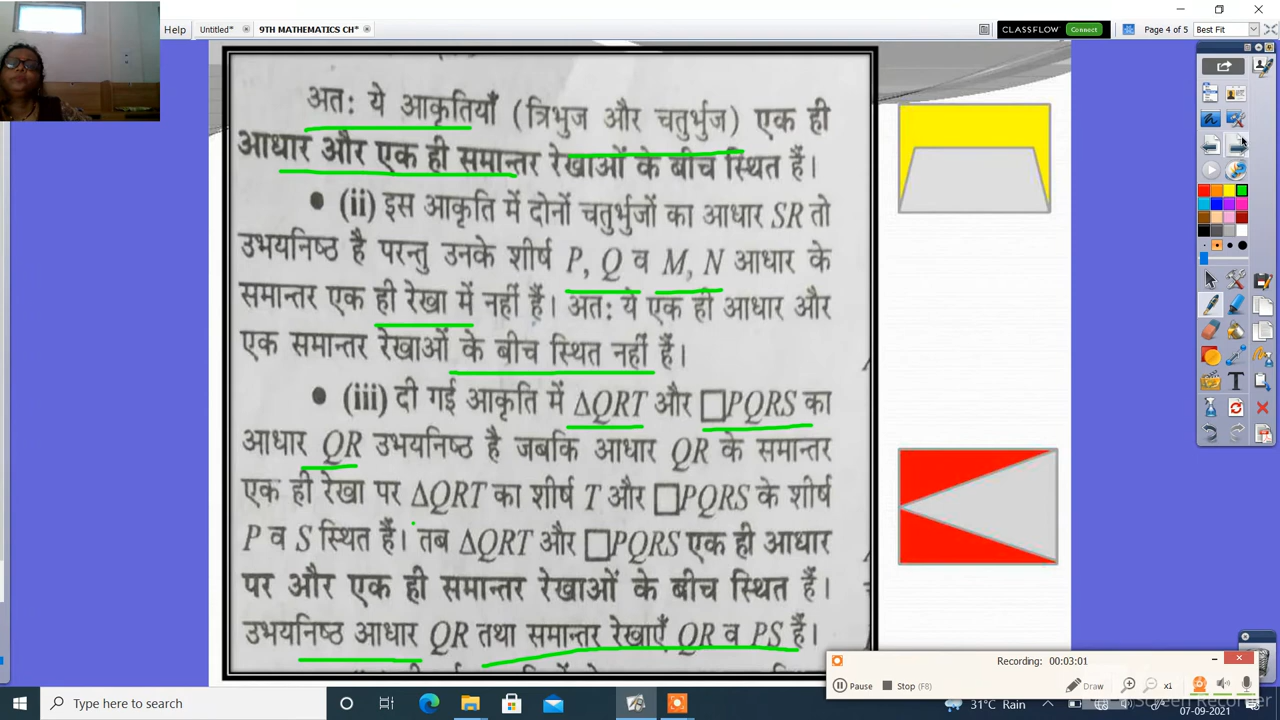 Help
Untitled*
9TH MATHEMATICS CH*
CLASSFLOW
Connect
Page 4 of 5
Best Fit
अतः ये आकृतियाँ (त्रिभुज और चतुर्भुज) एक ही
आधार और एक ही समान्तर रेखाओं के बीच स्थित हैं।
• (ii) इस आकृति में दोनों चतुर्भुजों का आधार SR तो
उभयनिष्ठ है परन्तु उनके शीर्ष P, Q व M, N आधार के
समान्तर एक ही रेखा में नहीं हैं। अतः ये एक ही आधार और
एक समान्तर रेखाओं के बीच स्थित नहीं हैं।
• (iii) दी गई आकृति में ΔQRT और □PQRS का
आधार QR उभयनिष्ठ है जबकि आधार QR के समान्तर
एक ही रेखा पर ΔQRT का शीर्ष T और □PQRS के शीर्ष
P व S स्थित हैं। तब ΔQRT और □PQRS एक ही आधार
पर और एक ही समान्तर रेखाओं के बीच स्थित हैं।
उभयनिष्ठ आधार QR तथा समान्तर रेखाएँ QR व PS हैं।
Recording: 00:03:01
Pause
Stop (F8)
x1
Draw
Type here to search
31°C Rain
07-09-2021